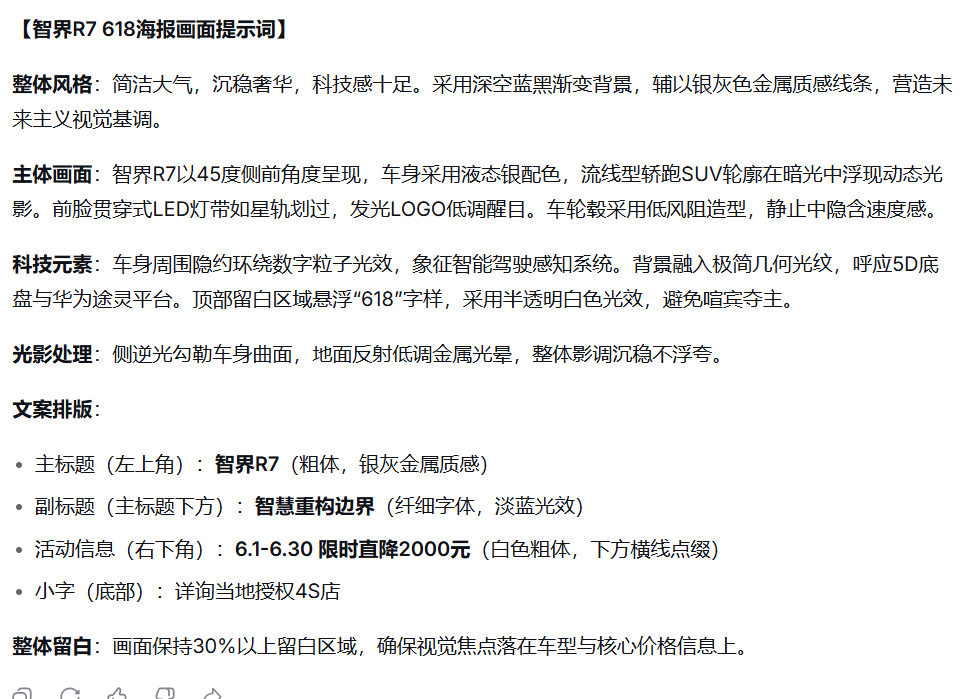 【智界R7 618海报画面提示词】
整体风格：简洁大气，沉稳奢华，科技感十足。采用深空蓝黑渐变背景，辅以银灰色金属质感线条，营造未
来主义视觉基调。
主体画面：智界R7以45度侧前角度呈现，车身采用液态银配色，流线型轿跑SUV轮廓在暗光中浮现动态光
影。前脸贯穿式LED灯带如星轨划过，发光LOGO低调醒目。车轮毂采用低风阻造型，静止中隐含速度感。
科技元素：车身周围隐约环绕数字粒子光效，象征智能驾驶感知系统。背景融入极简几何光纹，呼应5D底
盘与华为途灵平台。顶部留白区域悬浮“618”字样，采用半透明白色光效，避免喧宾夺主。
光影处理：侧逆光勾勒车身曲面，地面反射低调金属光晕，整体影调沉稳不浮夸。
文案排版：
• 主标题（左上角）：智界R7（粗体，银灰金属质感）
• 副标题（主标题下方）：智慧重构边界（纤细字体，淡蓝光效）
• 活动信息（右下角）：6.1-6.30 限时直降2000元（白色粗体，下方横线点缀）
• 小字（底部）：详询当地授权4S店
整体留白：画面保持30%以上留白区域，确保视觉焦点落在车型与核心价格信息上。